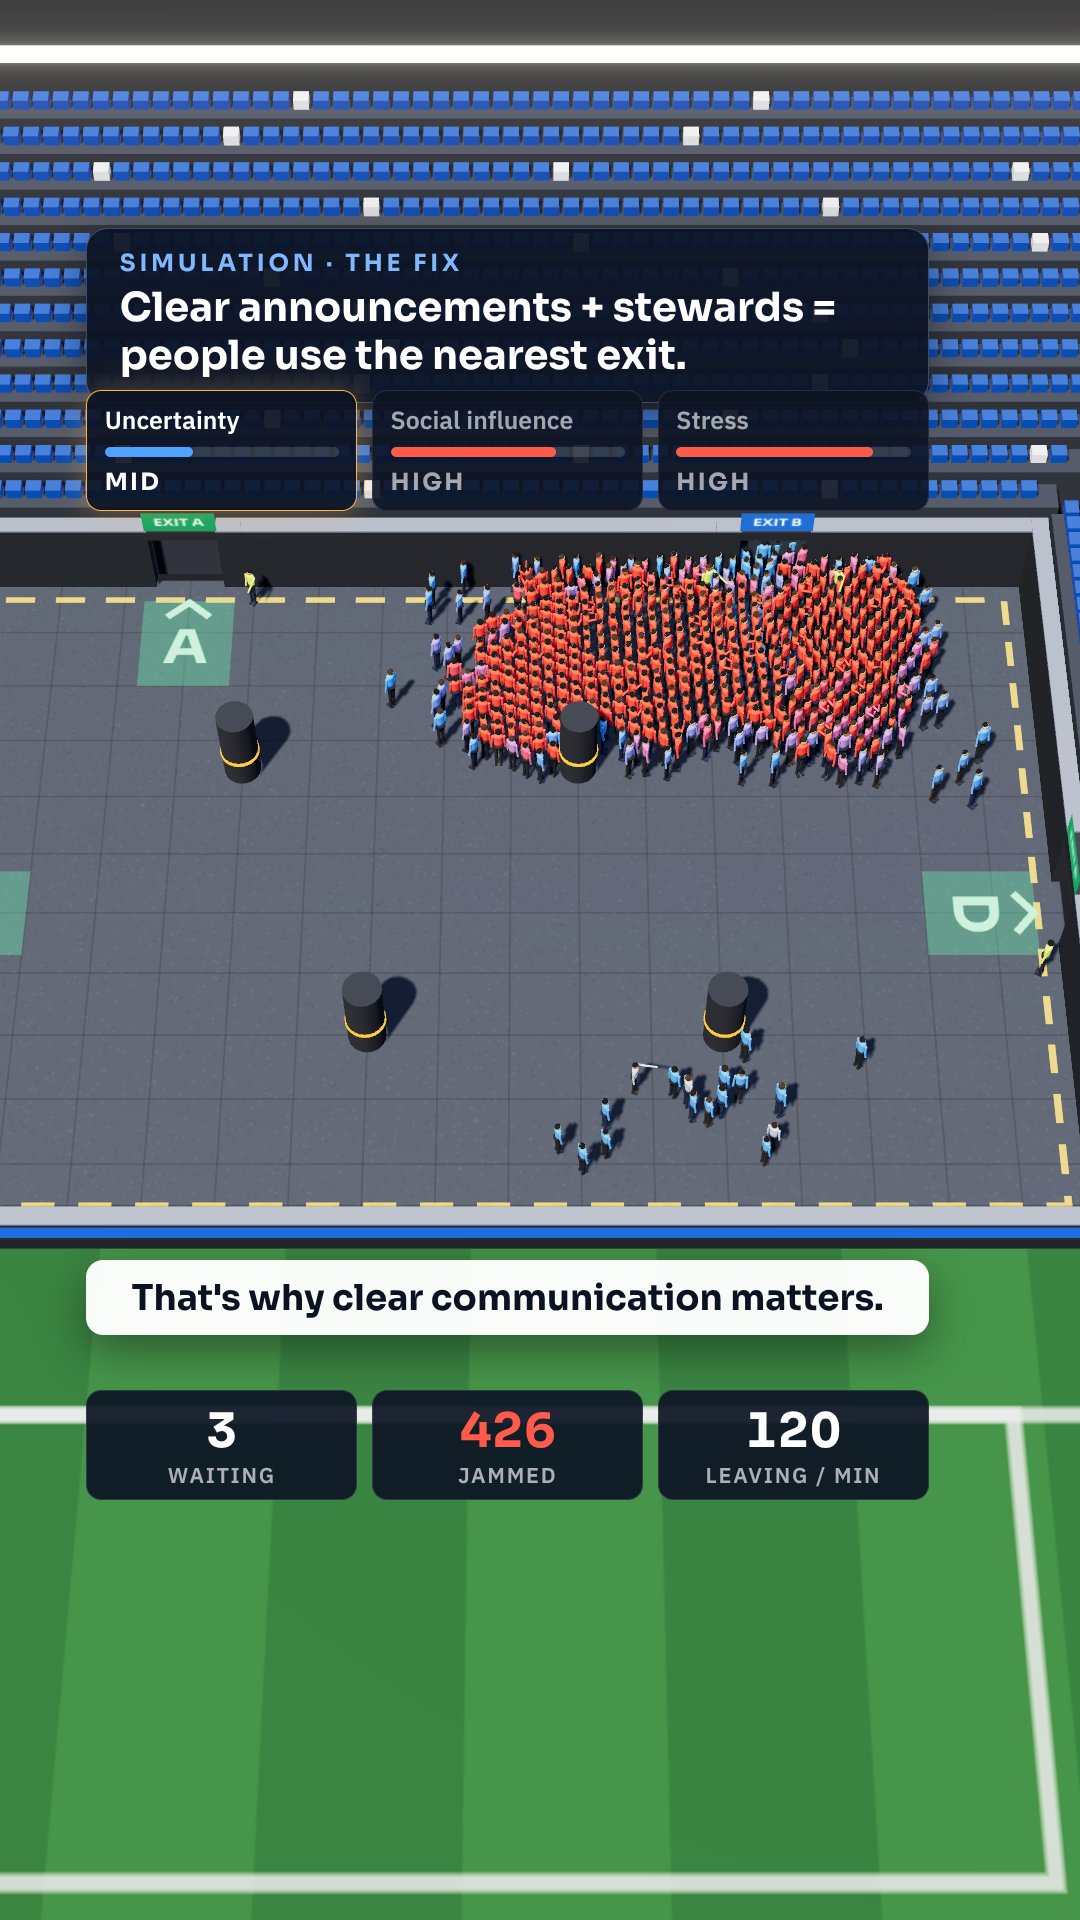 SIMULATION · THE FIX
Clear announcements + stewards =
people use the nearest exit.
Uncertainty
MID
Social influence
HIGH
Stress
HIGH
EXIT A
EXIT B
A
D
That's why clear communication matters.
3
WAITING
426
JAMMED
120
LEAVING / MIN